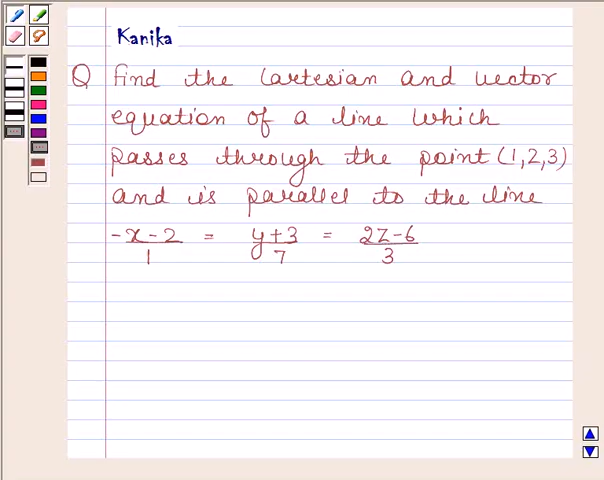 Kanika
Q Find the Cartesian and vector
equation of a line which
passes through the point (1,2,3)
and is parallel to the line
-x-2/1 = y+3/7 = 2z-6/3